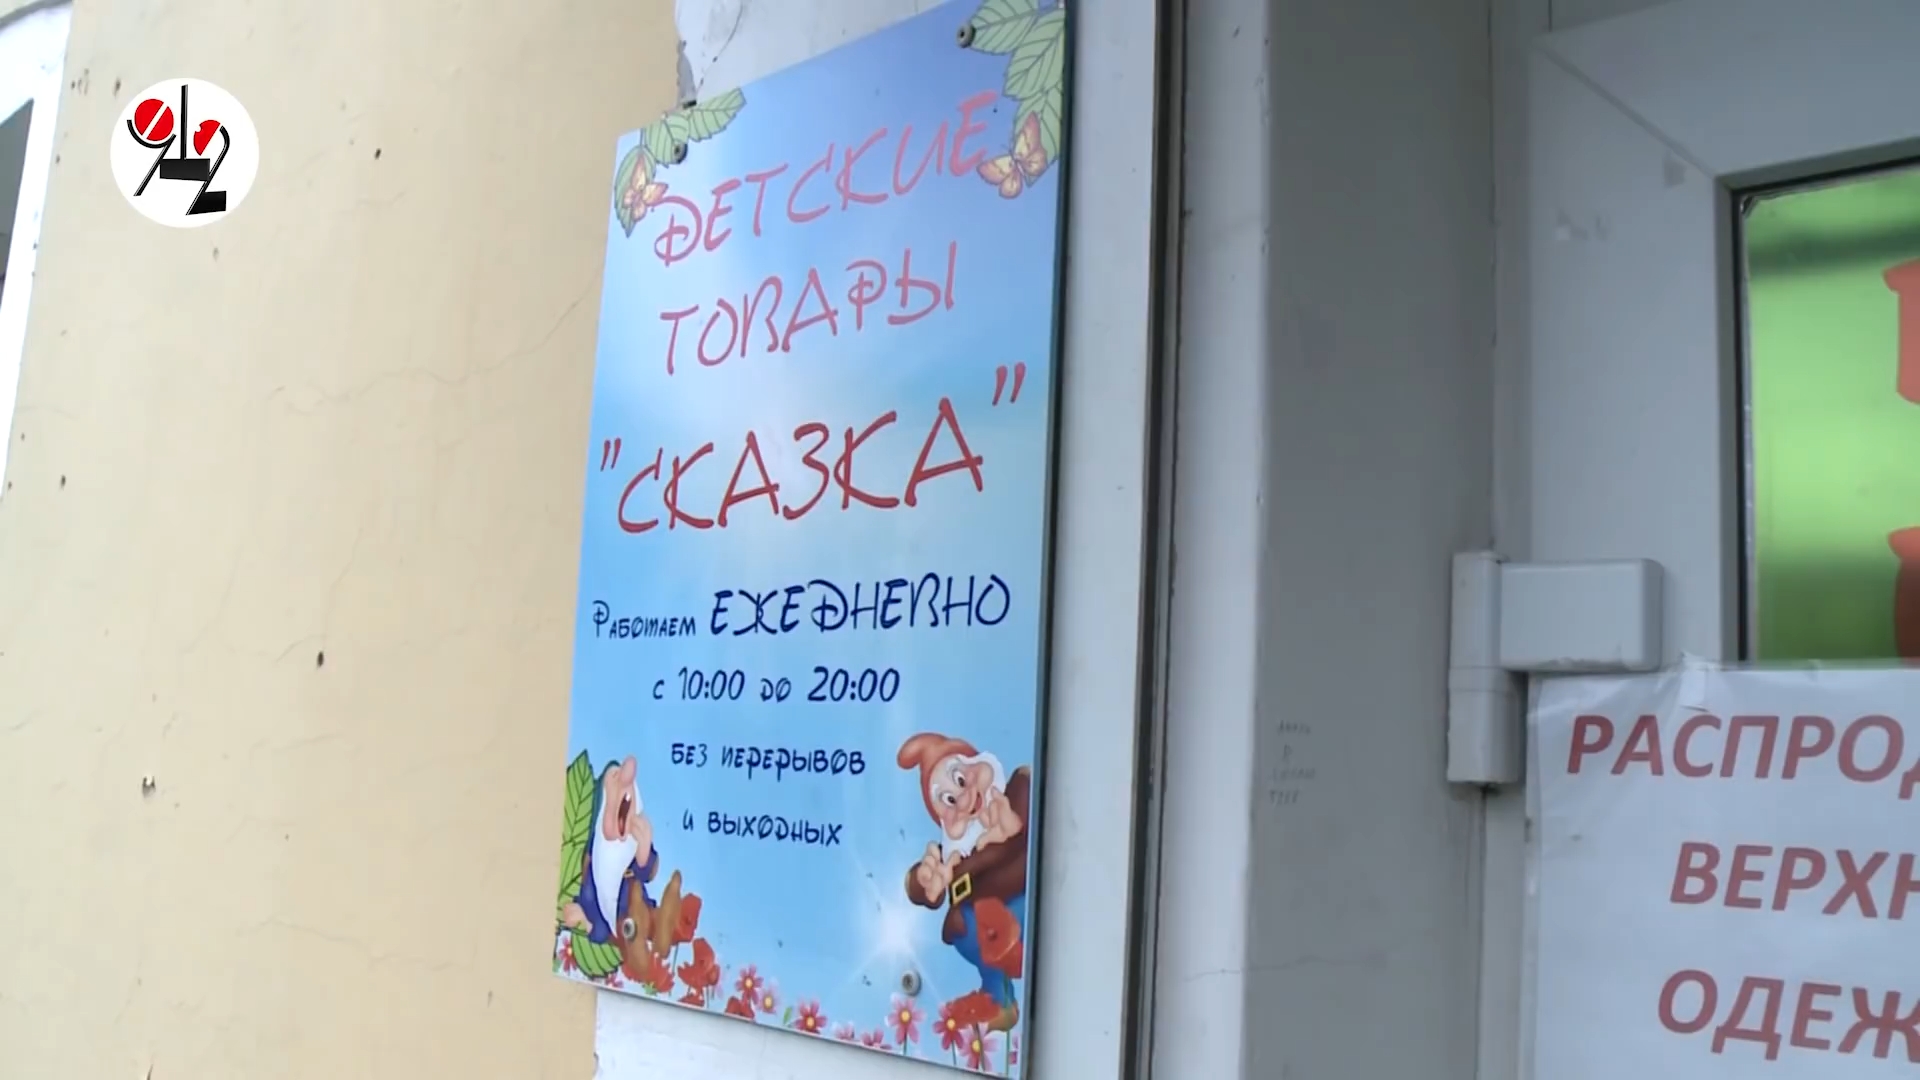 ДЕТСКИЕ
ТОВАРЫ
"СКАЗКА"
Работаем ЕЖЕДНЕВНО
с 10:00 до 20:00
без перерывов
и выходных
РАСПРОД
ВЕРХН
ОДЕЖ